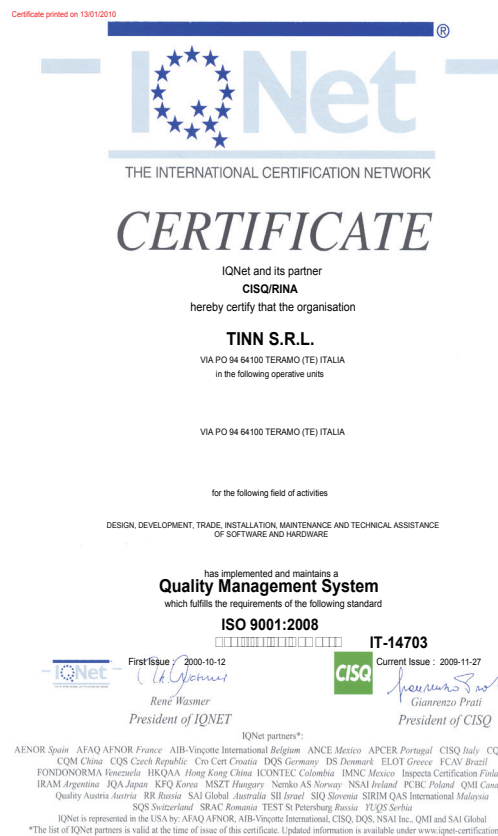 Certificate printed on 13/01/2010
®
IQNet
THE INTERNATIONAL CERTIFICATION NETWORK
CERTIFICATE
IQNet and its partner
CISQ/RINA
hereby certify that the organisation
TINN S.R.L.
VIA PO 94 64100 TERAMO (TE) ITALIA
in the following operative units
VIA PO 94 64100 TERAMO (TE) ITALIA
for the following field of activities
DESIGN, DEVELOPMENT, TRADE, INSTALLATION, MAINTENANCE AND TECHNICAL ASSISTANCE
OF SOFTWARE AND HARDWARE
has implemented and maintains a
Quality Management System
which fulfills the requirements of the following standard
ISO 9001:2008
IT-14703
First Issue : 2000-10-12
Current Issue : 2009-11-27
IQNet
CISQ
René Wasmer
Gianrenzo Prati
President of IQNET
President of CISQ
IQNet partners*:
AENOR Spain AFAQ AFNOR France AIB-Vinçotte International Belgium ANCE Mexico APCER Portugal CISQ Italy CQ
CQM China CQS Czech Republic Cro Cert Croatia DQS Germany DS Denmark ELOT Greece FCAV Brazil
FONDONORMA Venezuela HKQAA Hong Kong China ICONTEC Colombia IMNC Mexico Inspecta Certification Finla
IRAM Argentina JQA Japan KFQ Korea MSZT Hungary Nemko AS Norway NSAI Ireland PCBC Poland QMI Cana
Quality Austria Austria RR Russia SAI Global Australia SII Israel SIQ Slovenia SIRIM QAS International Malaysia
SQS Switzerland SRAC Romania TEST St Petersburg Russia YUQS Serbia
IQNet is represented in the USA by: AFAQ AFNOR, AIB-Vinçotte International, CISQ, DQS, NSAI Inc., QMI and SAI Global
*The list of IQNet partners is valid at the time of issue of this certificate. Updated information is available under www.iqnet-certification